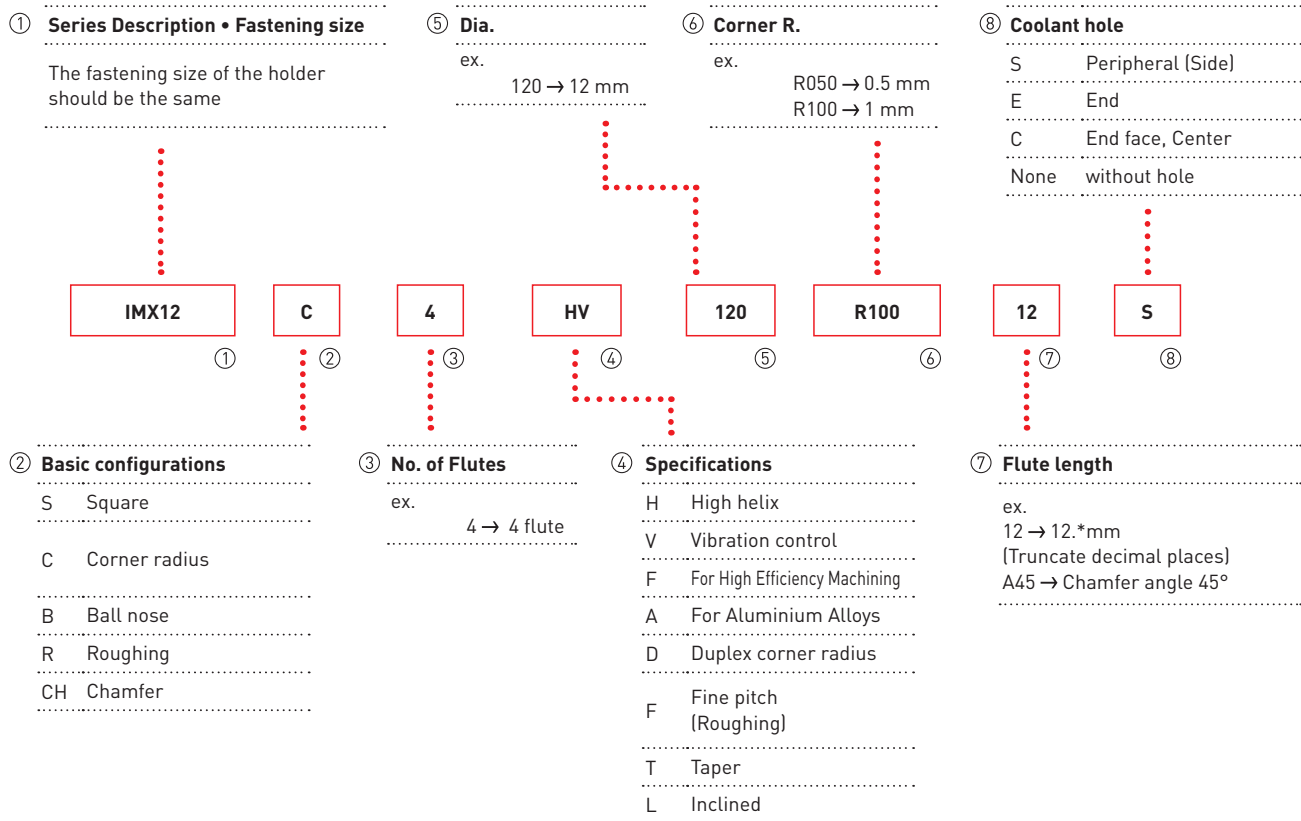 ① Series Description • Fastening size
The fastening size of the holder
should be the same
⑤ Dia.
ex.
120 → 12 mm
⑥ Corner R.
ex.
R050 → 0.5 mm
R100 → 1 mm
⑧ Coolant hole
S Peripheral (Side)
E End
C End face, Center
None without hole
IMX12 C 4 HV 120 R100 12 S
① ② ③ ④ ⑤ ⑥ ⑦ ⑧
② Basic configurations
S Square
C Corner radius
B Ball nose
R Roughing
CH Chamfer
③ No. of Flutes
ex.
4 → 4 flute
④ Specifications
H High helix
V Vibration control
F For High Efficiency Machining
A For Aluminium Alloys
D Duplex corner radius
F Fine pitch
(Roughing)
T Taper
L Inclined
⑦ Flute length
ex.
12 → 12.*mm
(Truncate decimal places)
A45 → Chamfer angle 45°